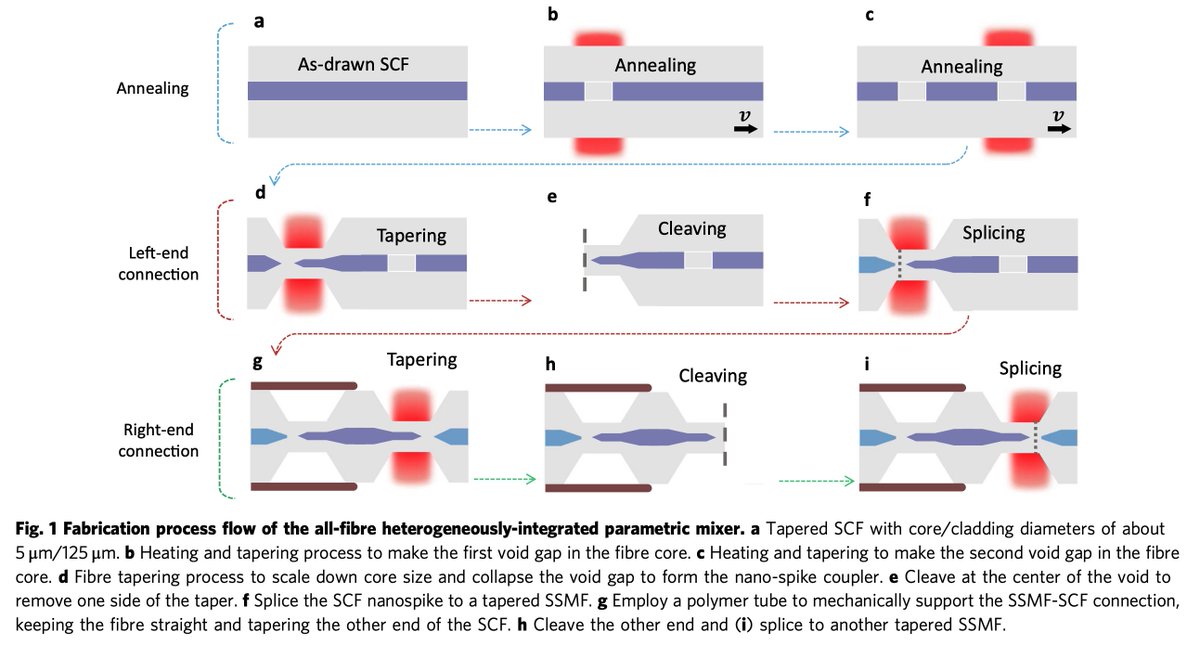 a
b
c
As-drawn SCF
Annealing
Annealing
Annealing
v
v
d
e
f
Tapering
Cleaving
Splicing
Left-end
connection
g
Tapering
h
Cleaving
i
Splicing
Right-end
connection
Fig. 1 Fabrication process flow of the all-fibre heterogeneously-integrated parametric mixer. a Tapered SCF with core/cladding diameters of about
5 μm/125 μm. b Heating and tapering process to make the first void gap in the fibre core. c Heating and tapering to make the second void gap in the fibre
core. d Fibre tapering process to scale down core size and collapse the void gap to form the nano-spike coupler. e Cleave at the center of the void to
remove one side of the taper. f Splice the SCF nanospike to a tapered SSMF. g Employ a polymer tube to mechanically support the SSMF-SCF connection,
keeping the fibre straight and tapering the other end of the SCF. h Cleave the other end and (i) splice to another tapered SSMF.